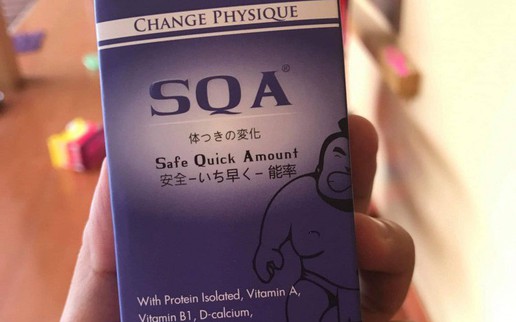 CHANGE PHYSIQUE
SQA®
体つきの変化
Safe Quick Amount
安全-いち早く- 能率
With Protein Isolated, Vitamin A,
Vitamin B1, D-calcium,